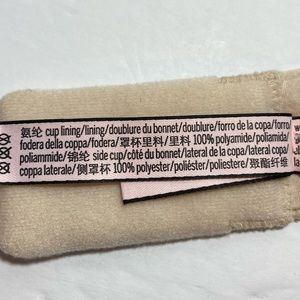 氨纶 cup lining/lining/doublure du bonnet/doublure/forro de la copa/forro/
fodera della coppa/fodera/罩杯里料/里料 100% polyamide/polyamide/poliamida/
poliammide/锦纶 side cup/côté du bonnet/lateral de la copa/lateral copa/
coppa laterale/侧罩杯 100% polyester/poliéster/poliestere/聚酯纤维